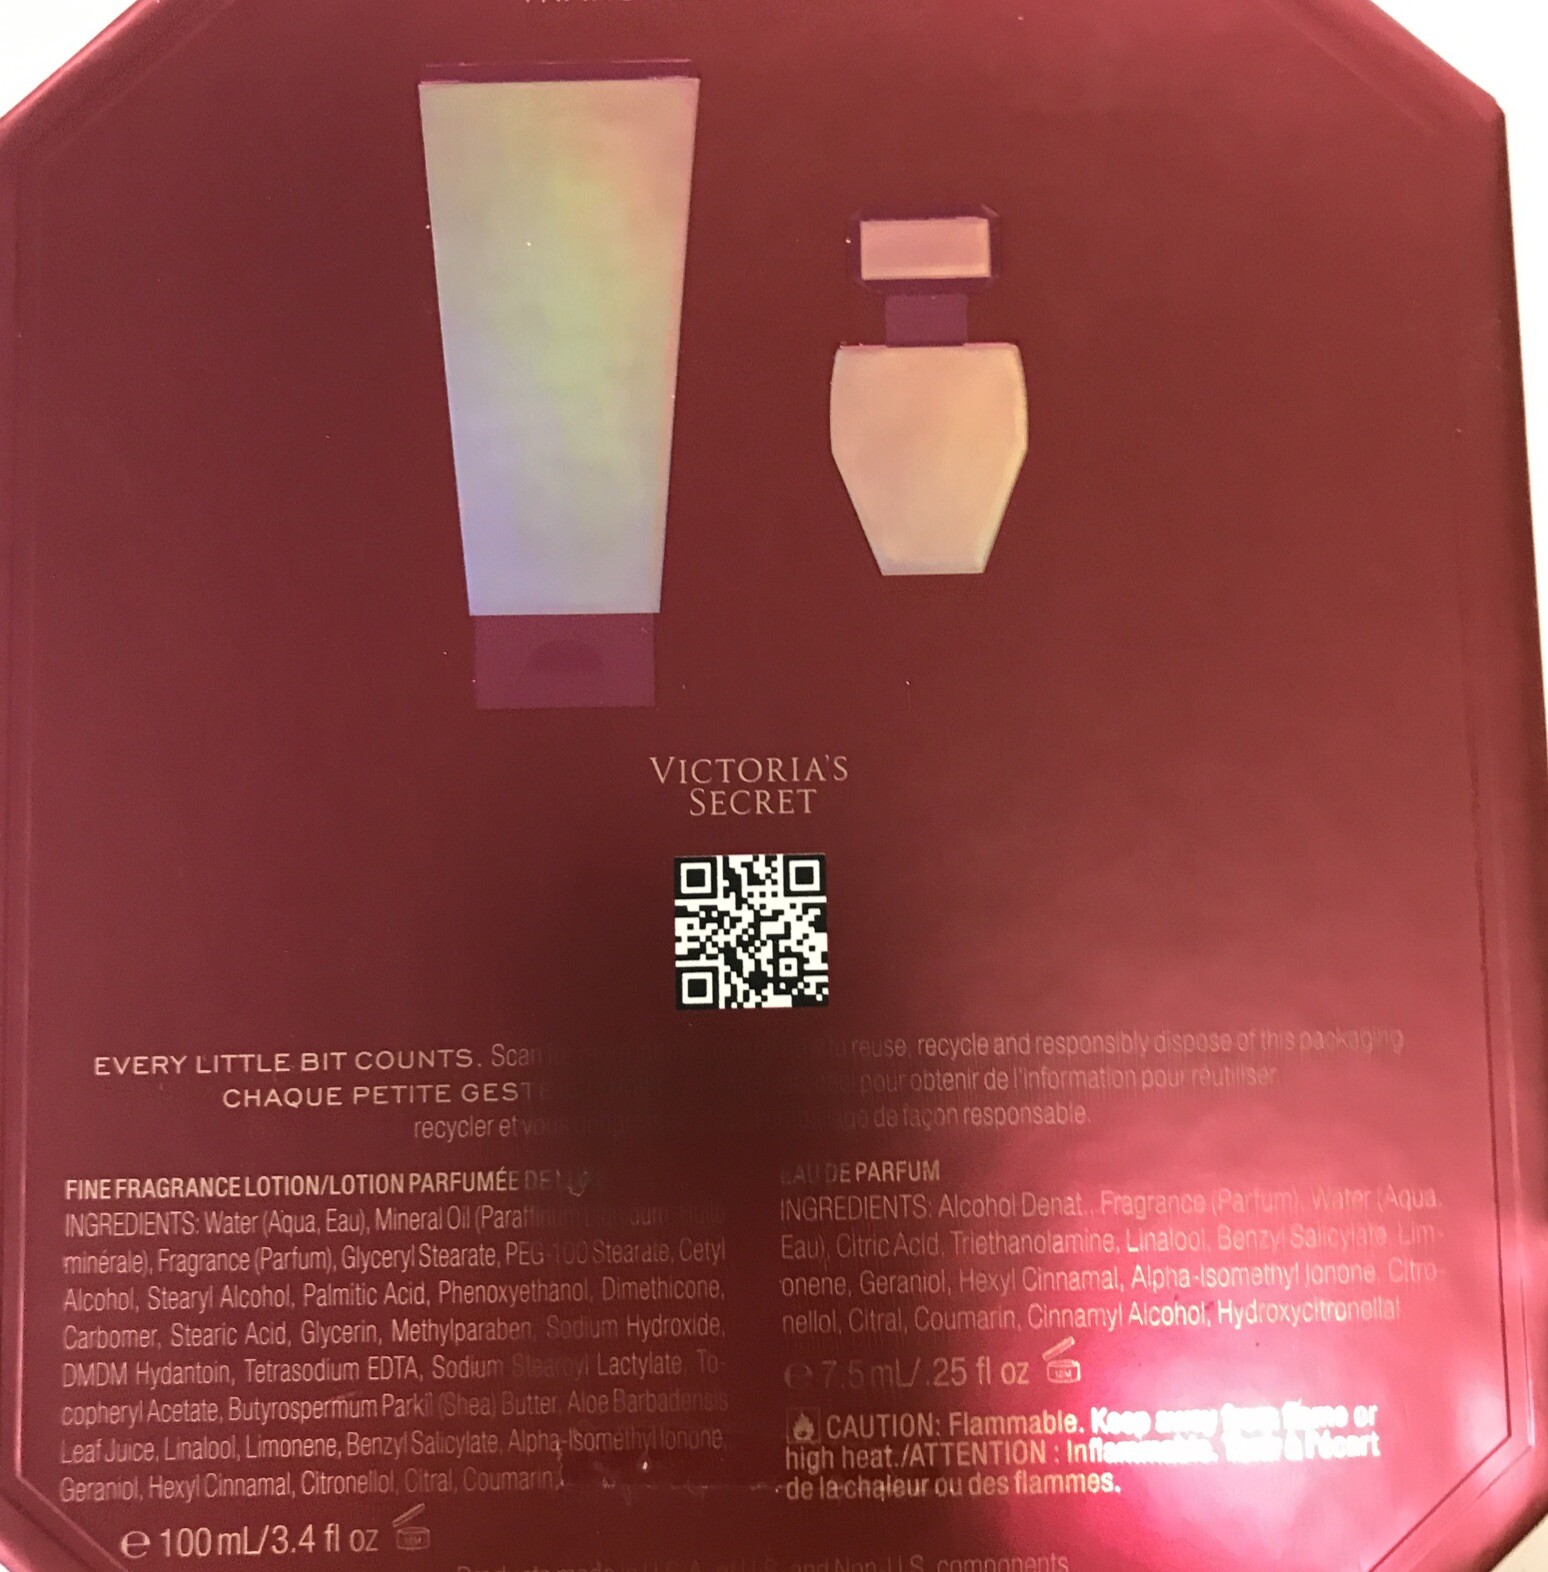 VICTORIA'S
SECRET
EVERY LITTLE BIT COUNTS. Scan reuse, recycle and responsibly dispose of this packaging
CHAQUE PETITE GESTE pour obtenir de l'information pour réutiliser,
recycler et vous de façon responsable.
FINE FRAGRANCE LOTION/LOTION PARFUMÉE DE
INGREDIENTS: Water (Aqua, Eau), Mineral Oil
minérale), Fragrance (Parfum), Glyceryl Stearate, PEG-100 Stearate, Cetyl
Alcohol, Stearyl Alcohol, Palmitic Acid, Phenoxyethanol, Dimethicone,
Carbomer, Stearic Acid, Glycerin, Methylparaben, Sodium Hydroxide,
DMDM Hydantoin, Tetrasodium EDTA, Sodium Stearoyl Lactylate, To-
copheryl Acetate, Butyrospermum Parkii (Shea) Butter, Aloe Barbadensis
Leaf Juice, Linalool, Limonene, Benzyl Salicylate, Alpha-Isomethyl Ionone,
Geraniol, Hexyl Cinnamal, Citronellol, Citral, Coumarin,
℮ 100 mL/3.4 fl oz
EAU DE PARFUM
INGREDIENTS: Alcohol Denat., Fragrance (Parfum), Water (Aqua,
Eau), Citric Acid, Triethanolamine, Linalool, Benzyl Salicylate, Lim-
onene, Geraniol, Hexyl Cinnamal, Alpha-Isomethyl Ionone, Citro-
nellol, Citral, Coumarin, Cinnamyl Alcohol, Hydroxycitronellal
℮ 7.5 mL/.25 fl oz 12M
CAUTION: Flammable. Keep away from flame or
high heat./ATTENTION : Inflammable. Tenir à l'écart
de la chaleur ou des flammes.
and Non-U.S. components